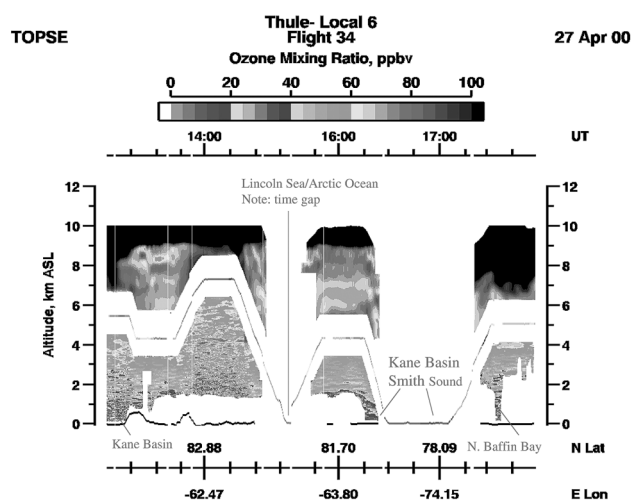 Thule- Local 6
TOPSE Flight 34 27 Apr 00
Ozone Mixing Ratio, ppbv
0 20 40 60 80 100
14:00 16:00 17:00 UT
Lincoln Sea/Arctic Ocean
Note: time gap
12 12
10 10
8 8
6 6
4 4
2 2
0 0
Altitude, km ASL
Kane Basin
Smith Sound
Kane Basin
N. Baffin Bay
82.88 81.70 78.09 N Lat
-62.47 -63.80 -74.15 E Lon